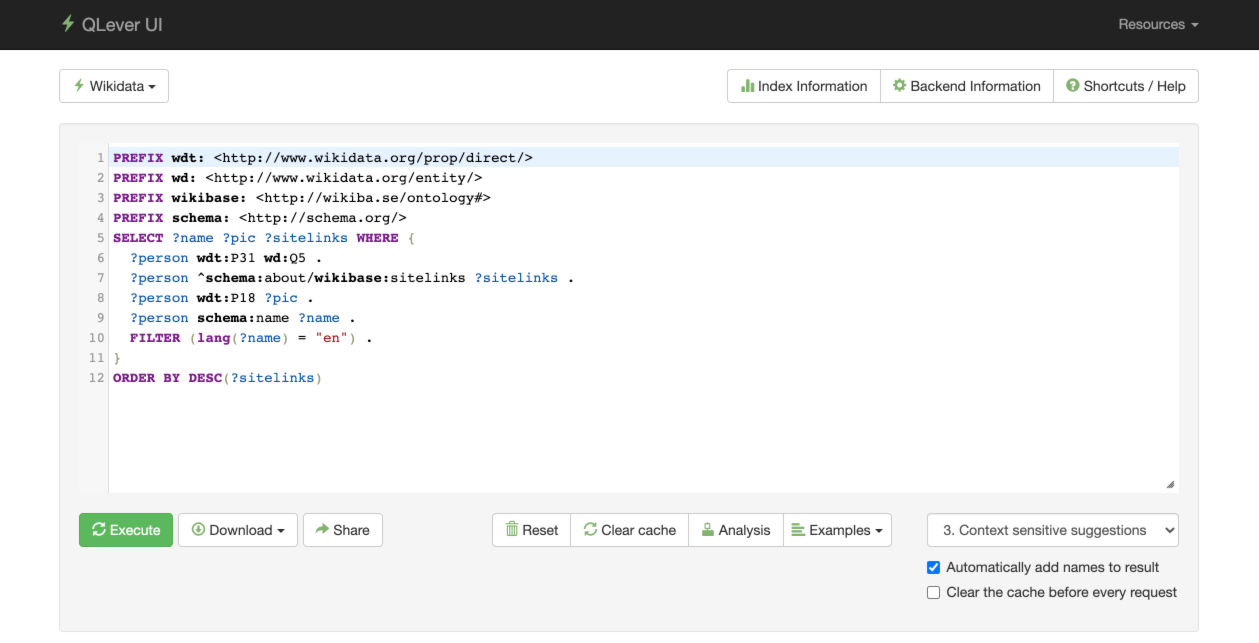 QLever UI
Resources
Wikidata
Index Information
Backend Information
Shortcuts / Help
1 PREFIX wdt: <http://www.wikidata.org/prop/direct/>
2 PREFIX wd: <http://www.wikidata.org/entity/>
3 PREFIX wikibase: <http://wikiba.se/ontology#>
4 PREFIX schema: <http://schema.org/>
5 SELECT ?name ?pic ?sitelinks WHERE {
6   ?person wdt:P31 wd:Q5 .
7   ?person ^schema:about/wikibase:sitelinks ?sitelinks .
8   ?person wdt:P18 ?pic .
9   ?person schema:name ?name .
10   FILTER (lang(?name) = "en") .
11 }
12 ORDER BY DESC(?sitelinks)
Execute
Download
Share
Reset
Clear cache
Analysis
Examples
3. Context sensitive suggestions
Automatically add names to result
Clear the cache before every request